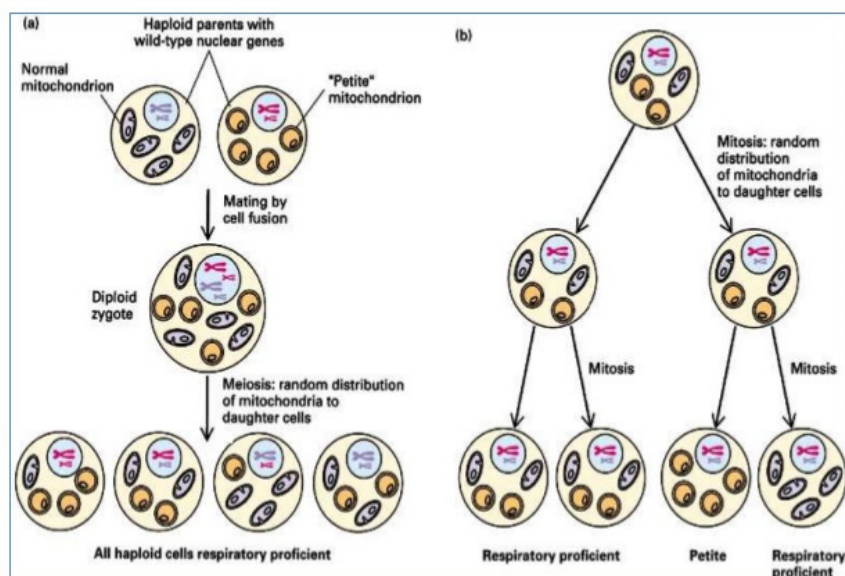 (a)
Haploid parents with
wild-type nuclear genes
Normal
mitochondrion
"Petite"
mitochondrion
Mating by
cell fusion
Diploid
zygote
Meiosis: random distribution
of mitochondria to
daughter cells
All haploid cells respiratory proficient
(b)
Mitosis: random
distribution
of mitochondria
to daughter cells
Mitosis
Mitosis
Respiratory proficient
Petite
Respiratory
proficient